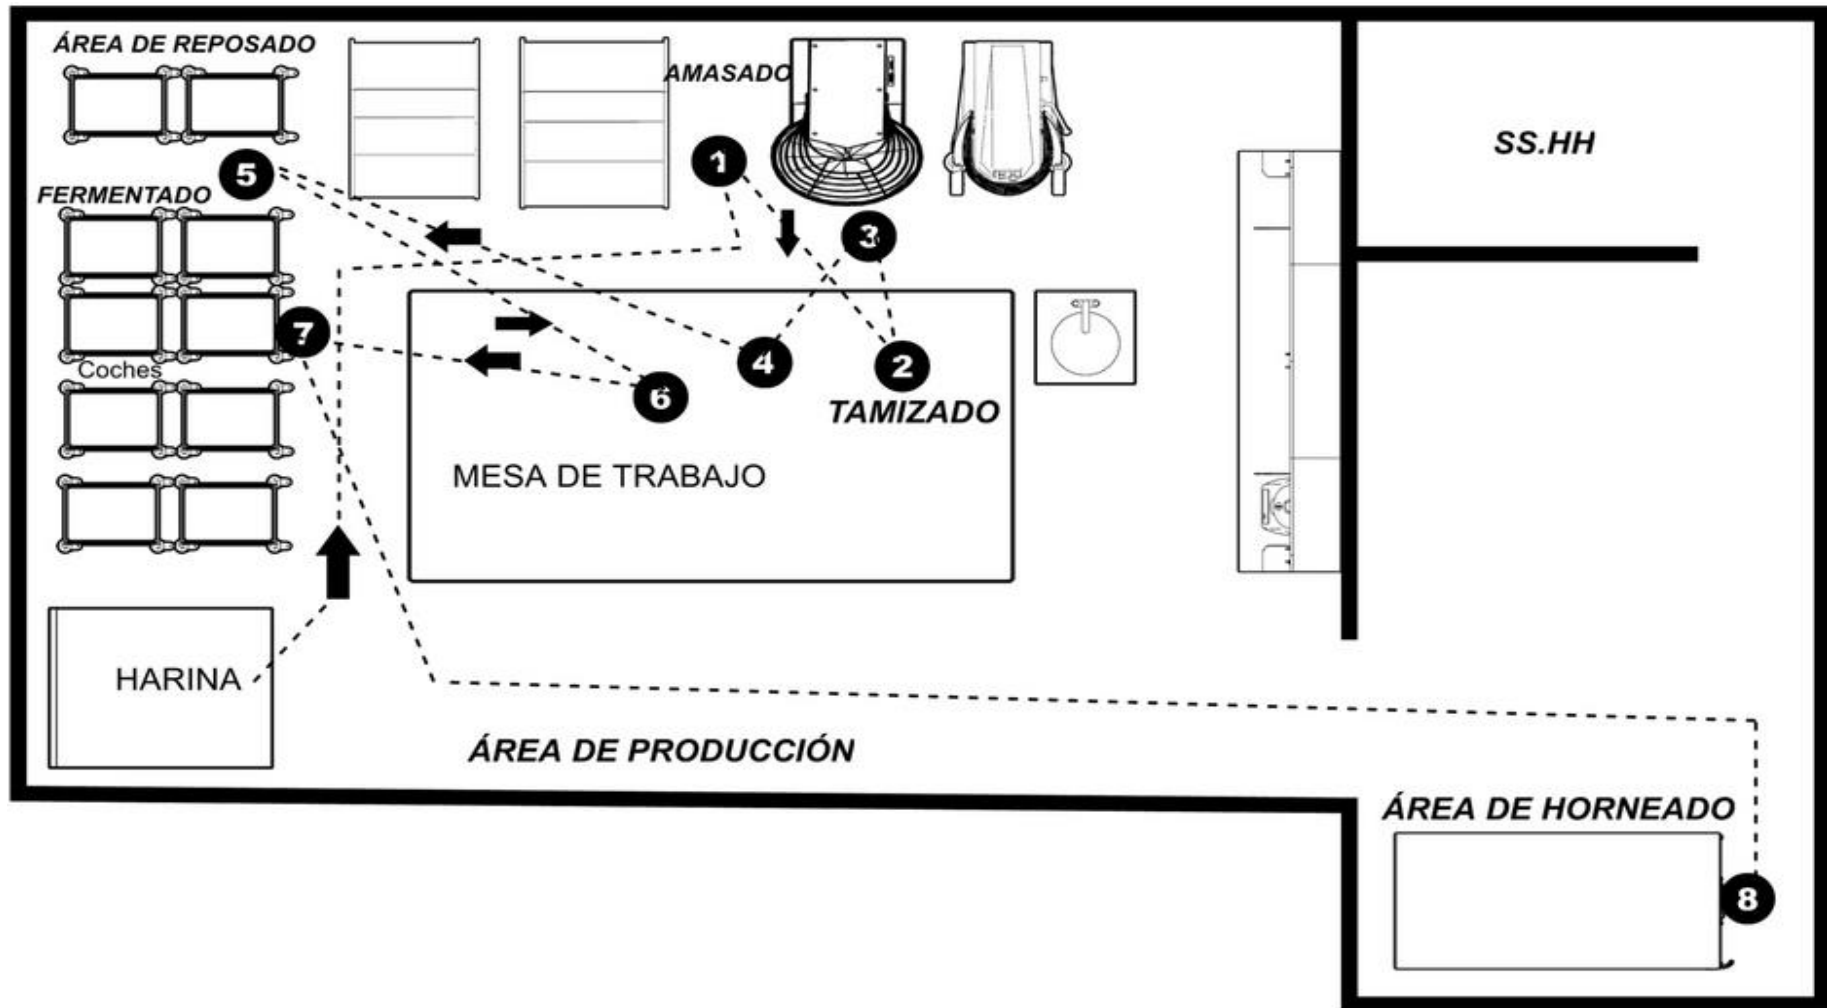 ÁREA DE REPOSADO
AMASADO
SS.HH
1
5
FERMENTADO
3
7
4
2
Coches
6
TAMIZADO
MESA DE TRABAJO
HARINA
ÁREA DE PRODUCCIÓN
ÁREA DE HORNEADO
8